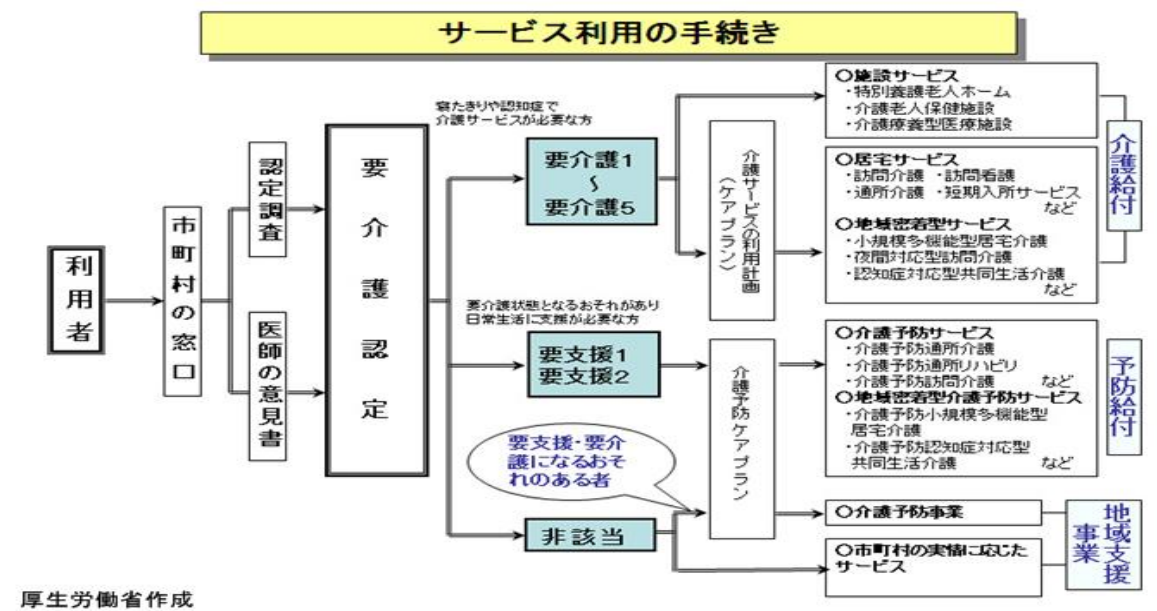 サービス利用の手続き
利用者
市町村の窓口
認定調査
医師の意見書
要介護認定
寝たきりや認知症で
介護サービスが必要な方
要介護1
〜
要介護5
要介護状態となるおそれがあり
日常生活に支援が必要な方
要支援1
要支援2
要支援・要介
護になるおそ
れのある者
非該当
介護サービスの利用計画
(ケアプラン)
介護予防ケアプラン
○施設サービス
・特別養護老人ホーム
・介護老人保健施設
・介護療養型医療施設
○居宅サービス
・訪問介護 ・訪問看護
・通所介護 ・短期入所サービス
など
○地域密着型サービス
・小規模多機能型居宅介護
・夜間対応型訪問介護
・認知症対応型共同生活介護
など
介護給付
○介護予防サービス
・介護予防通所介護
・介護予防通所リハビリ
・介護予防訪問介護 など
○地域密着型介護予防サービス
・介護予防小規模多機能型
居宅介護
・介護予防認知症対応型
共同生活介護 など
予防給付
○介護予防事業
○市町村の実情に応じた
サービス
地域支援
事業
厚生労働省作成